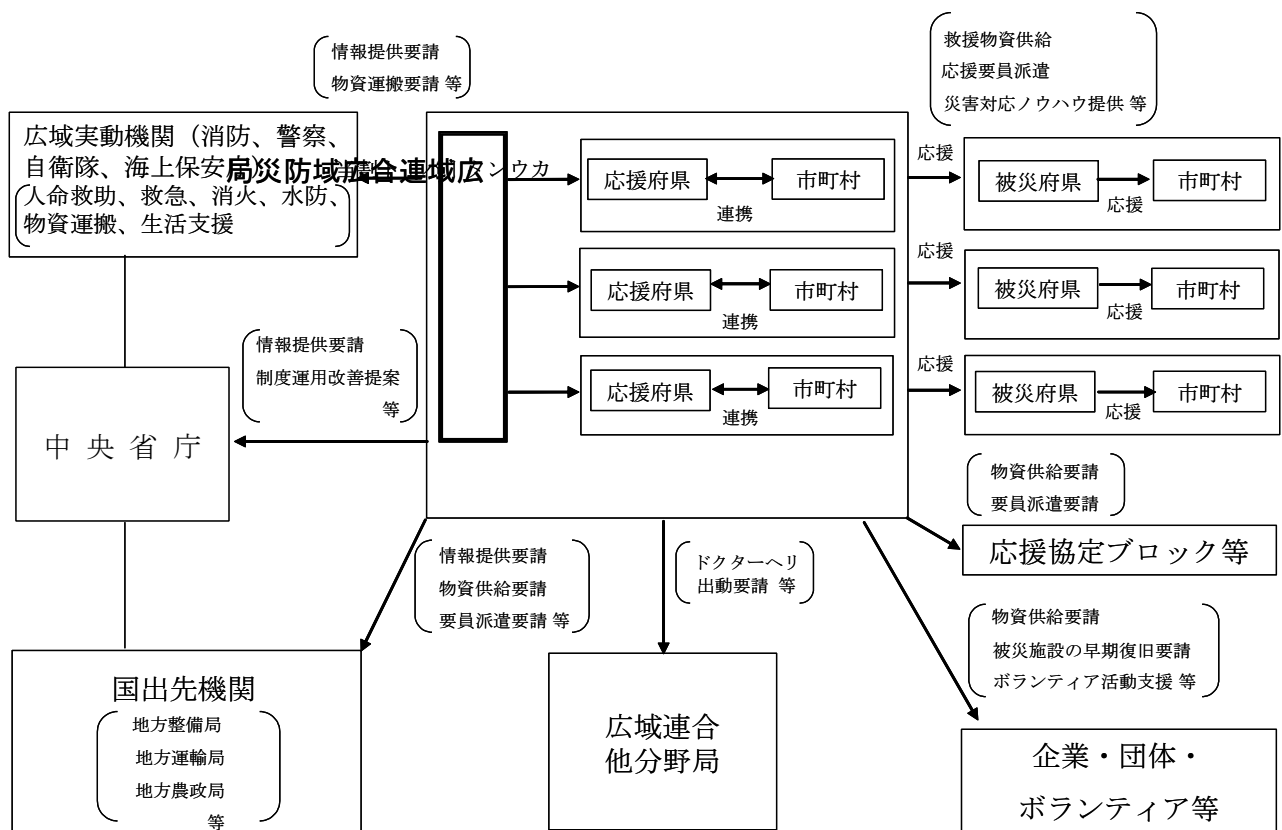 情報提供要請
物資運搬要請 等
救援物資供給
応援要員派遣
災害対応ノウハウ提供 等
広域実動機関（消防、警察、
自衛隊、海上保安
人命救助、救急、消火、水防、
物資運搬、生活支援
局災防域広合連域広
ンウカ
応援府県
市町村
連携
応援
被災府県
市町村
応援
応援府県
市町村
連携
応援
被災府県
市町村
応援
応援府県
市町村
連携
応援
被災府県
市町村
応援
情報提供要請
制度運用改善提案
等
中央省庁
物資供給要請
要員派遣要請
応援協定ブロック等
情報提供要請
物資供給要請
要員派遣要請 等
ドクターヘリ
出動要請 等
物資供給要請
被災施設の早期復旧要請
ボランティア活動支援 等
国出先機関
地方整備局
地方運輸局
地方農政局
等
広域連合
他分野局
企業・団体・
ボランティア等